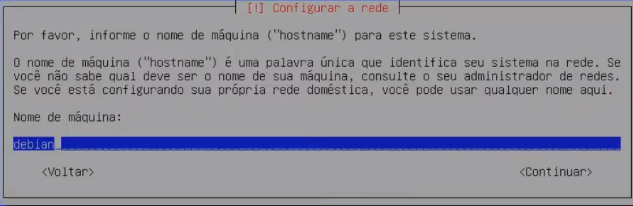 [!] Configurar a rede
Por favor, informe o nome de máquina ("hostname") para este sistema.
O nome de máquina ("hostname") é uma palavra única que identifica seu sistema na rede. Se
você não sabe qual deve ser o nome de sua máquina, consulte o seu administrador de redes.
Se você está configurando sua própria rede doméstica, você pode usar qualquer nome aqui.
Nome de máquina:
debian
<Voltar> <Continuar>